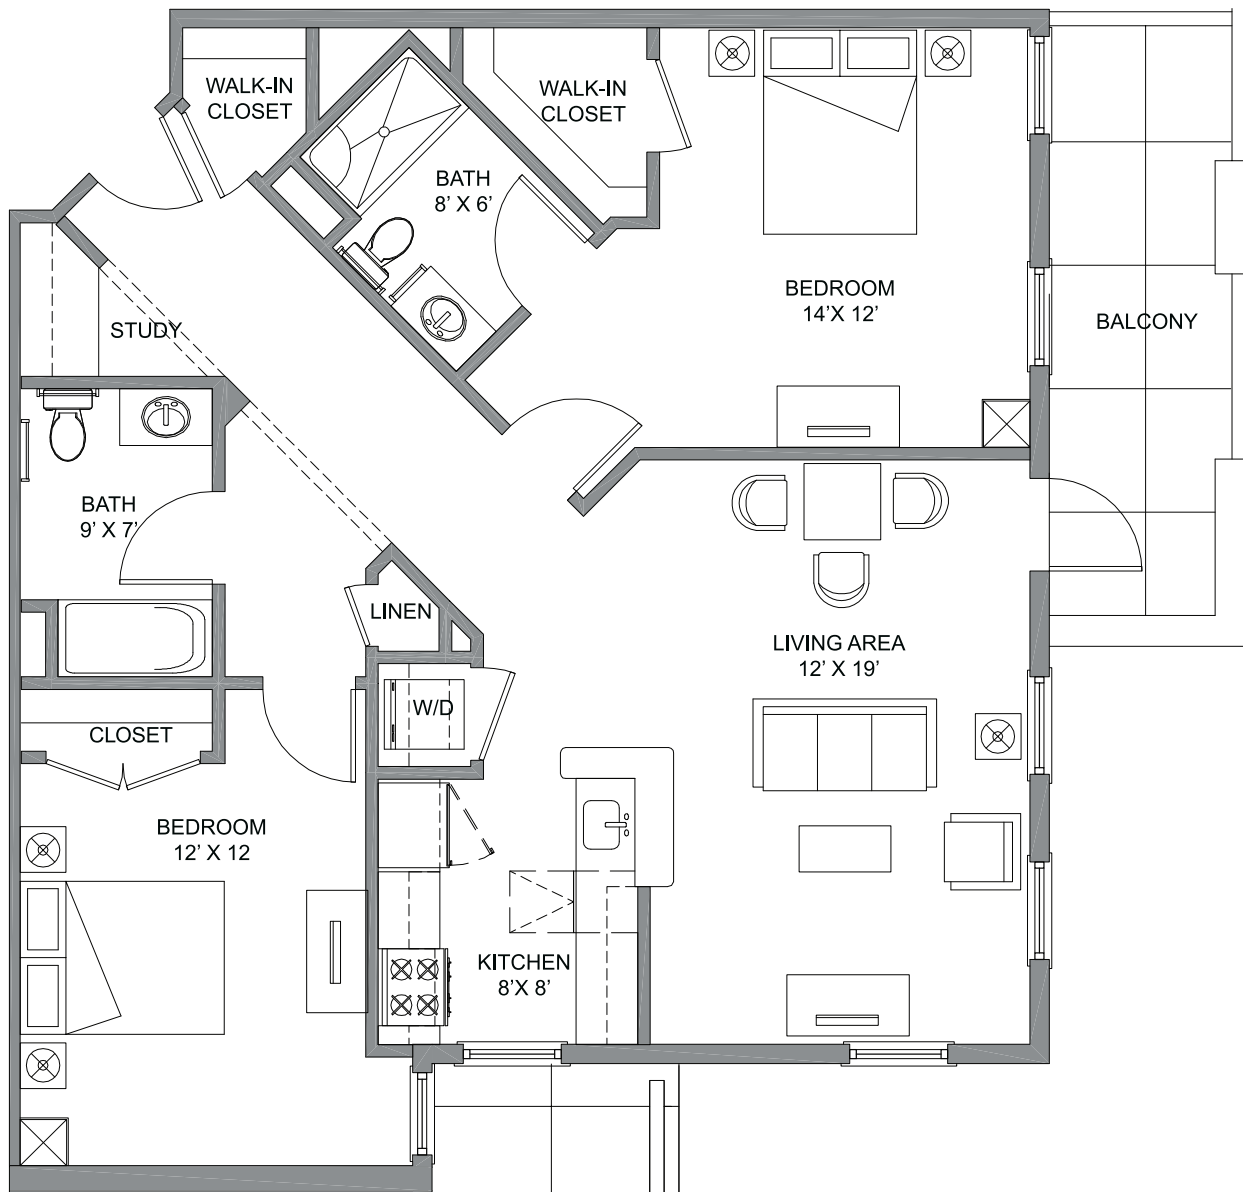 WALK-IN
CLOSET
WALK-IN
CLOSET
BATH
8’ X 6’
BEDROOM
14’X 12’
BALCONY
STUDY
BATH
9’ X 7’
LINEN
LIVING AREA
12’ X 19’
W/D
CLOSET
BEDROOM
12’ X 12
KITCHEN
8’X 8’